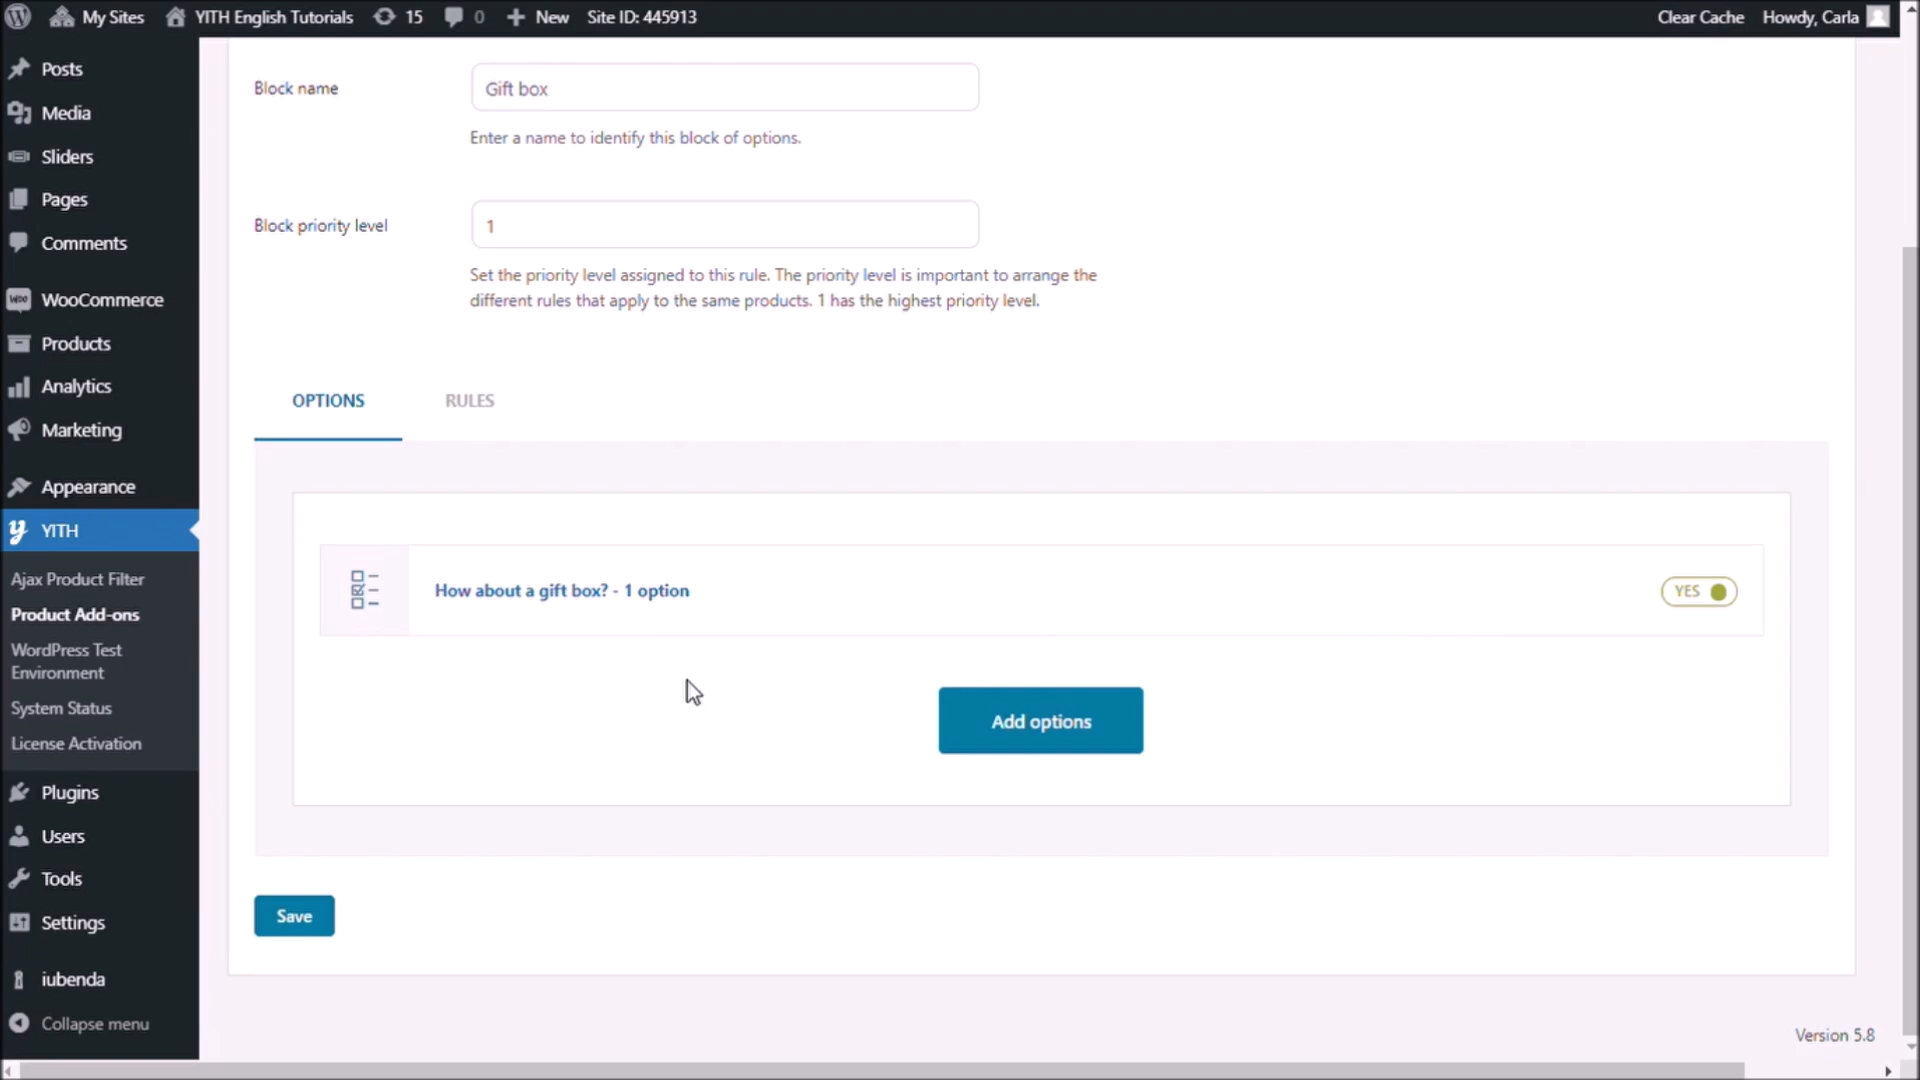 My Sites YITH English Tutorials 15 0 New Site ID: 445913 Clear Cache Howdy, Carla
Posts
Media
Sliders
Pages
Comments
WooCommerce
Products
Analytics
Marketing
Appearance
YITH
Ajax Product Filter
Product Add-ons
WordPress Test
Environment
System Status
License Activation
Plugins
Users
Tools
Settings
iubenda
Collapse menu
Block name
Gift box
Enter a name to identify this block of options.
Block priority level
1
Set the priority level assigned to this rule. The priority level is important to arrange the
different rules that apply to the same products. 1 has the highest priority level.
OPTIONS RULES
How about a gift box? - 1 option
YES
Add options
Save
Version 5.8